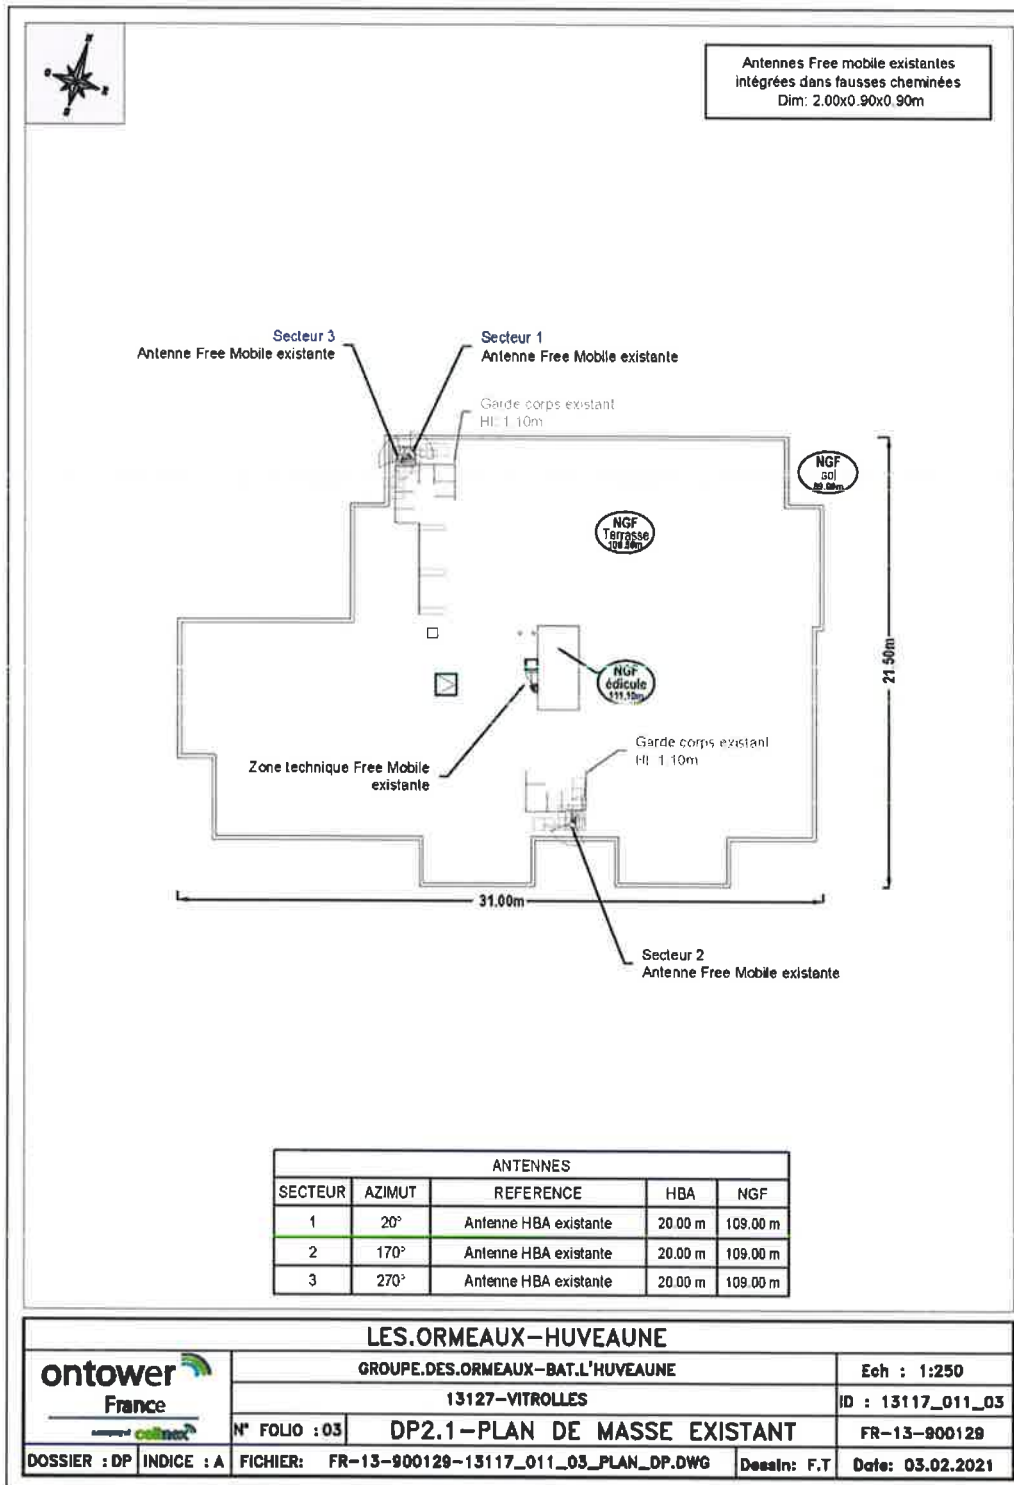 Antennes Free mobile existantes
intégrées dans fausses cheminées
Dim: 2.00x0.90x0.90m
Secteur 3
Antenne Free Mobile existante
Secteur 1
Antenne Free Mobile existante
Garde corps existant
Ht: 1.10m
NGF
sol
NGF
Terrasse
NGF
édicule
111.10m
21.50m
Garde corps existant
Ht: 1.10m
Zone technique Free Mobile
existante
31.00m
Secteur 2
Antenne Free Mobile existante
ANTENNES
SECTEUR AZIMUT REFERENCE HBA NGF
1 20° Antenne HBA existante 20.00 m 109.00 m
2 170° Antenne HBA existante 20.00 m 109.00 m
3 270° Antenne HBA existante 20.00 m 109.00 m
LES.ORMEAUX-HUVEAUNE
ontower
France
cellnex
GROUPE.DES.ORMEAUX-BAT.L'HUVEAUNE
Ech : 1:250
13127-VITROLLES
ID : 13117_011_03
N° FOLIO :03
DP2.1-PLAN DE MASSE EXISTANT
FR-13-900129
DOSSIER : DP
INDICE : A
FICHIER: FR-13-900129-13117_011_03_PLAN_DP.DWG
Dessin: F.T
Date: 03.02.2021